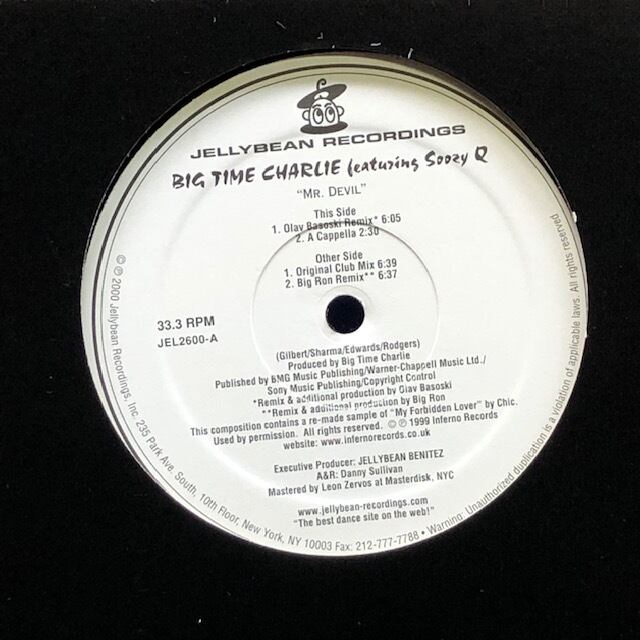 JELLYBEAN RECORDINGS
BIG TIME CHARLIE featuring Soozy Q
"MR. DEVIL"
This Side
1. Olav Basoski Remix* 6:05
2. A Cappella 2:30
Other Side
1. Original Club Mix 6:39
2. Big Ron Remix** 6:37
33.3 RPM
JEL2600-A
(Gilbert/Sharma/Edwards/Rodgers)
Produced by Big Time Charlie
Published by BMG Music Publishing/Warner-Chappell Music Ltd./
Sony Music Publishing/Copyright Control
*Remix & additional production by Olav Basoski
**Remix & additional production by Big Ron
This composition contains a re-made sample of "My Forbidden Lover" by Chic.
Used by permission. All rights reserved. © ℗ 1999 Inferno Records
website: www.infernorecords.co.uk
Executive Producer: JELLYBEAN BENITEZ
A&R: Danny Sullivan
Mastered by Leon Zervos at Masterdisk, NYC
www.jellybean-recordings.com
"The best dance site on the web!"
© ℗ 2000 Jellybean Recordings, Inc. 235 Park Ave. South, 10th Floor, New York, NY 10003 Fax: 212-777-7788 • Warning: Unauthorized duplication is a violation of applicable laws. All rights reserved